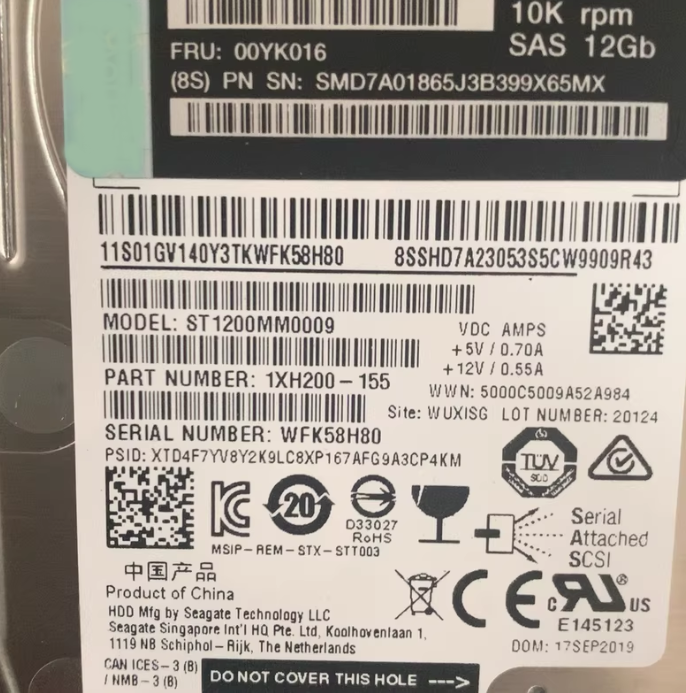 10K rpm
SAS 12Gb
FRU: 00YK016
(8S) PN SN: SMD7A01865J3B399X65MX
11S01GV140Y3TKWFK58H80 8SSHD7A23053S5CW9909R43
MODEL: ST1200MM0009
VDC AMPS
+5V / 0.70A
+12V / 0.55A
PART NUMBER: 1XH200-155
WWN: 5000C5009A52A984
Site: WUXISG LOT NUMBER: 20124
SERIAL NUMBER: WFK58H80
PSID: XTD4F7YV8Y2K9LC8XP167AFG9A3CP4KM
TÜV
SGD
20
D33027
RoHS
MSIP-REM-STX-STT003
Serial
Attached
SCSI
中国产品
Product of China
HDD Mfg by Seagate Technology LLC
Seagate Singapore Int'l HQ Pte. Ltd, Koolhovenlaan 1,
1119 NB Schiphol-Rijk, The Netherlands
CE
c RU ® US
E145123
DOM: 17SEP2019
CAN ICES-3 (B)
/ NMB-3 (B)
DO NOT COVER THIS HOLE --->